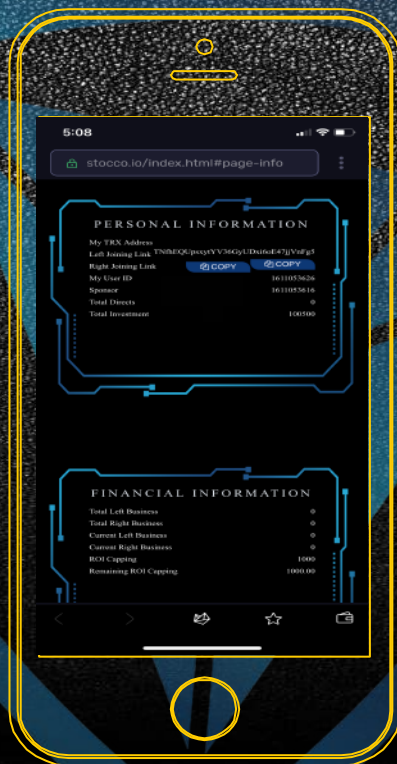 5:08
stocco.io/index.html#page-info
PERSONAL INFORMATION
My TRX Address
Left Joining Link
Right Joining Link COPY COPY
My User ID 1611053626
Sponsor 1611053616
Total Directs 0
Total Investment 100500
FINANCIAL INFORMATION
Total Left Business 0
Total Right Business 0
Current Left Business 0
Current Right Business 0
ROI Capping 1000
Remaining ROI Capping 1000.00